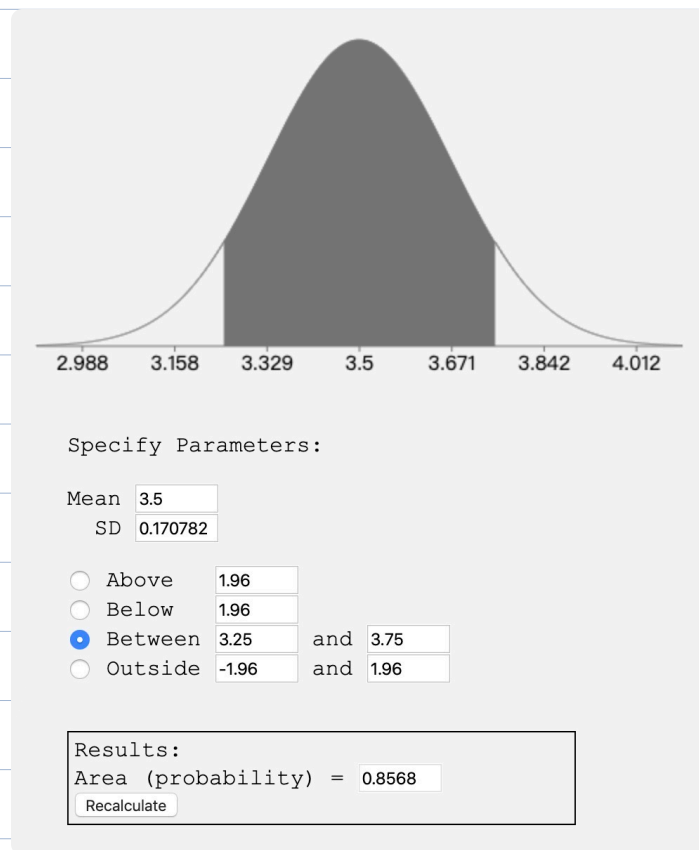 2.988 3.158 3.329 3.5 3.671 3.842 4.012
Specify Parameters:
Mean 3.5
SD 0.170782
Above 1.96
Below 1.96
Between 3.25 and 3.75
Outside -1.96 and 1.96
Results:
Area (probability) = 0.8568
Recalculate